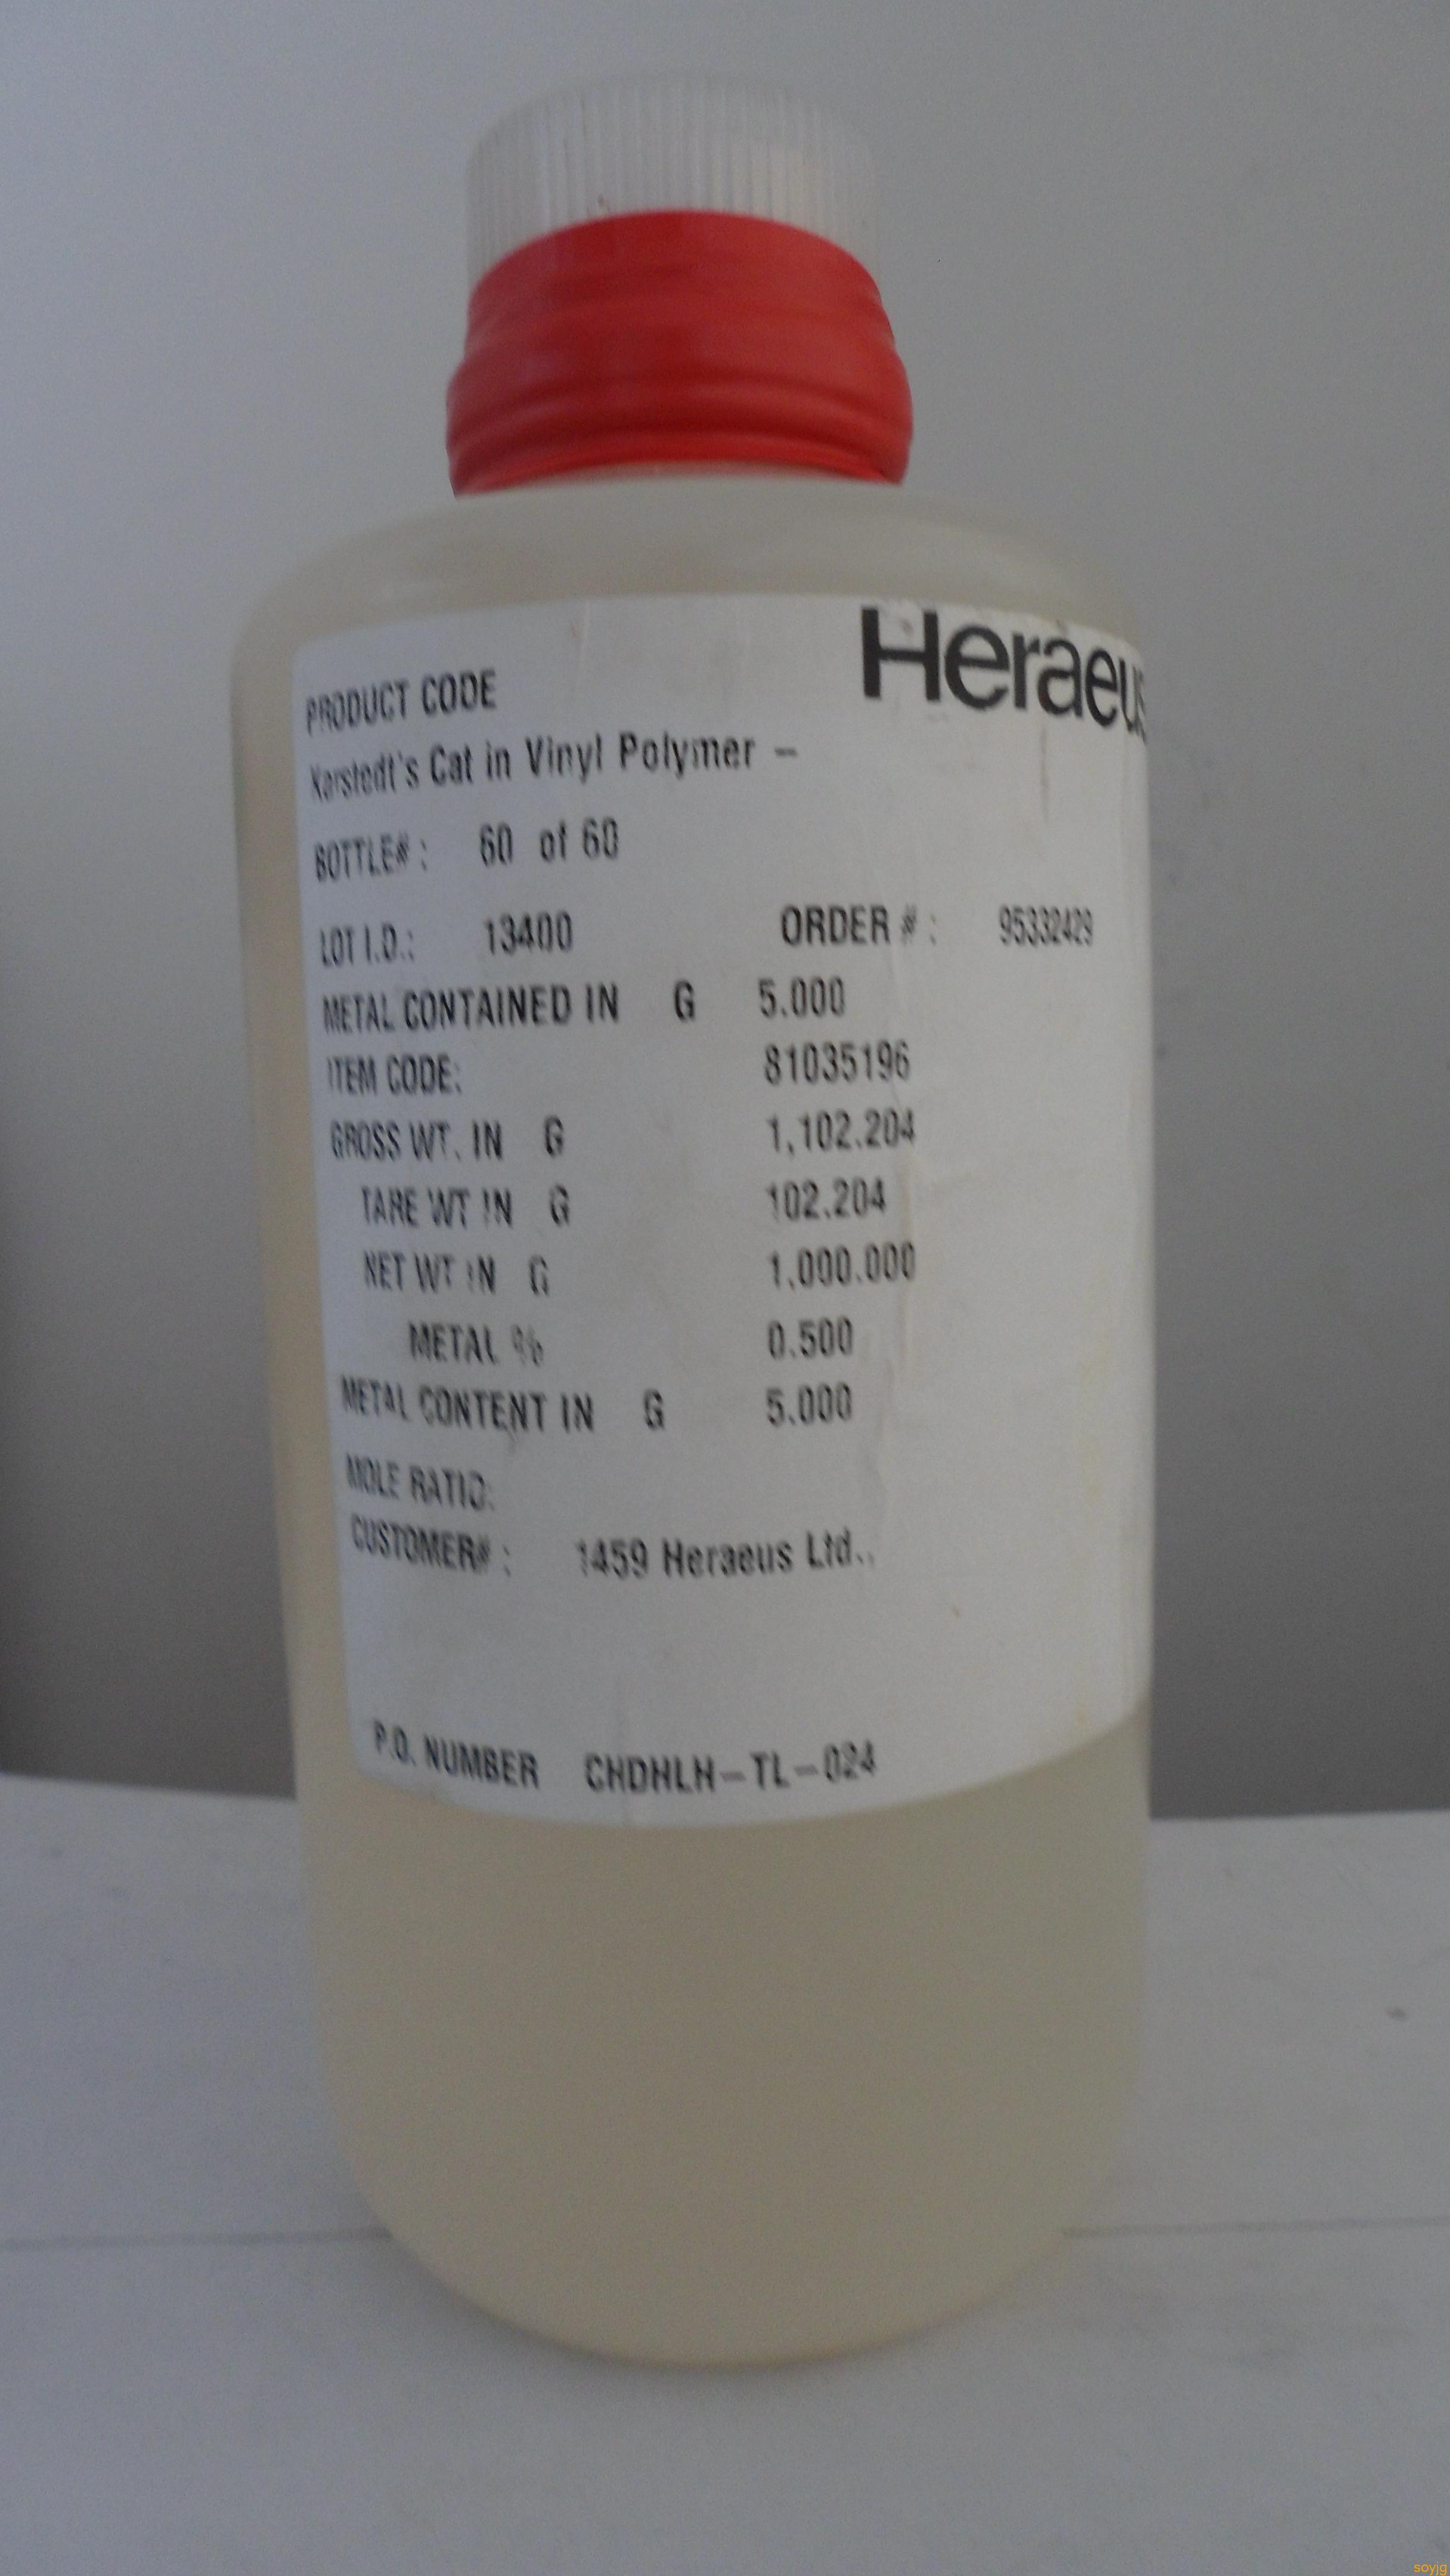 Heraeus
PRODUCT CODE
Karstedt's Cat in Vinyl Polymer –
BOTTLE# : 60 of 60
LOT I.D.: 13400 ORDER # : 95332429
METAL CONTAINED IN G 5.000
ITEM CODE: 81035196
GROSS WT. IN G 1,102.204
TARE WT IN G 102.204
NET WT IN G 1.000.000
METAL % 0.500
METAL CONTENT IN G 5.000
MOLE RATIO:
CUSTOMER# : 1459 Heraeus Ltd..
P.O. NUMBER CHDHLH-TL-024
soyjg